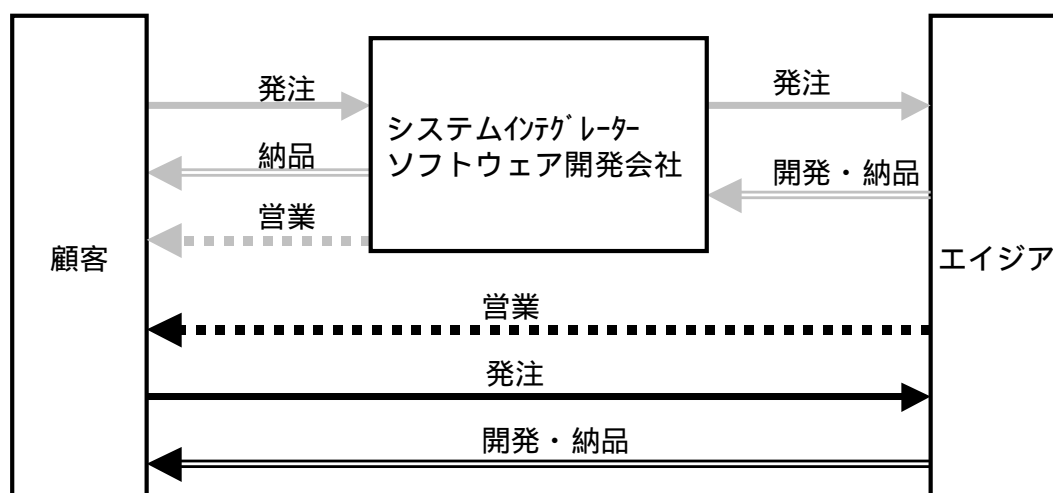 発注
発注
システムｲﾝﾃｸﾞﾚｰﾀｰ
ソフトウェア開発会社
納品
開発・納品
営業
顧客
エイジア
営業
発注
開発・納品